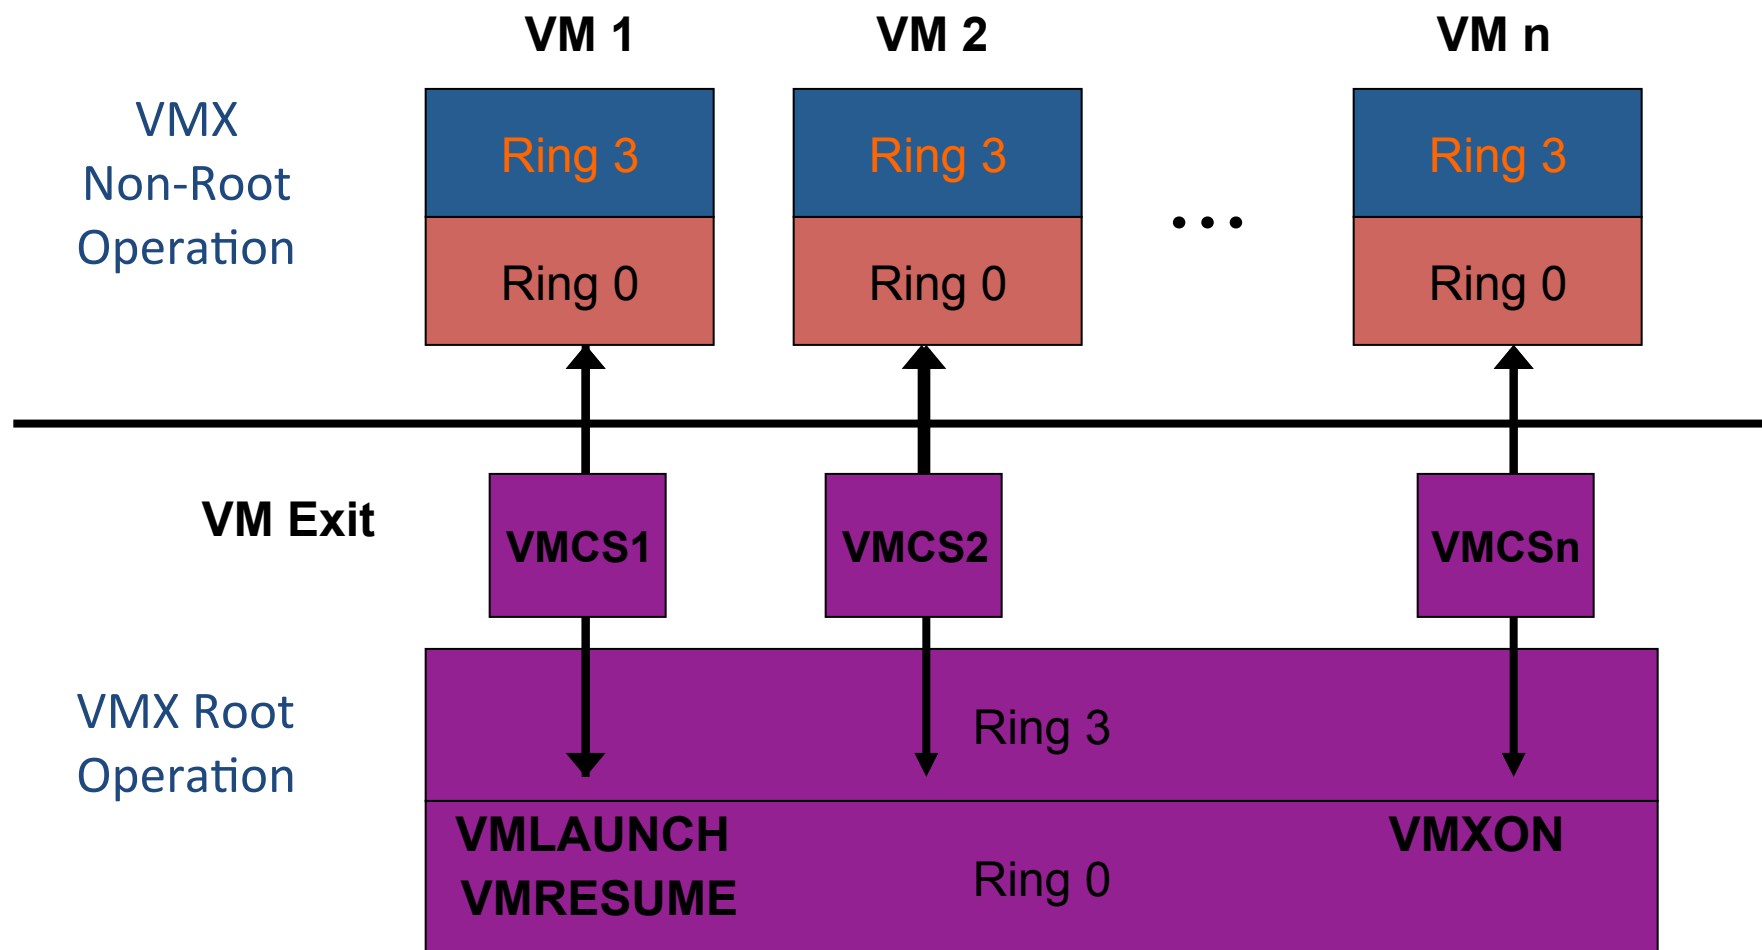 VM 1
VM 2
VM n
VMX
Non-Root
Operation
Ring 3
Ring 3
Ring 3
...
Ring 0
Ring 0
Ring 0
VM Exit
VMCS1
VMCS2
VMCSn
VMX Root
Operation
Ring 3
VMLAUNCH
VMRESUME
Ring 0
VMXON